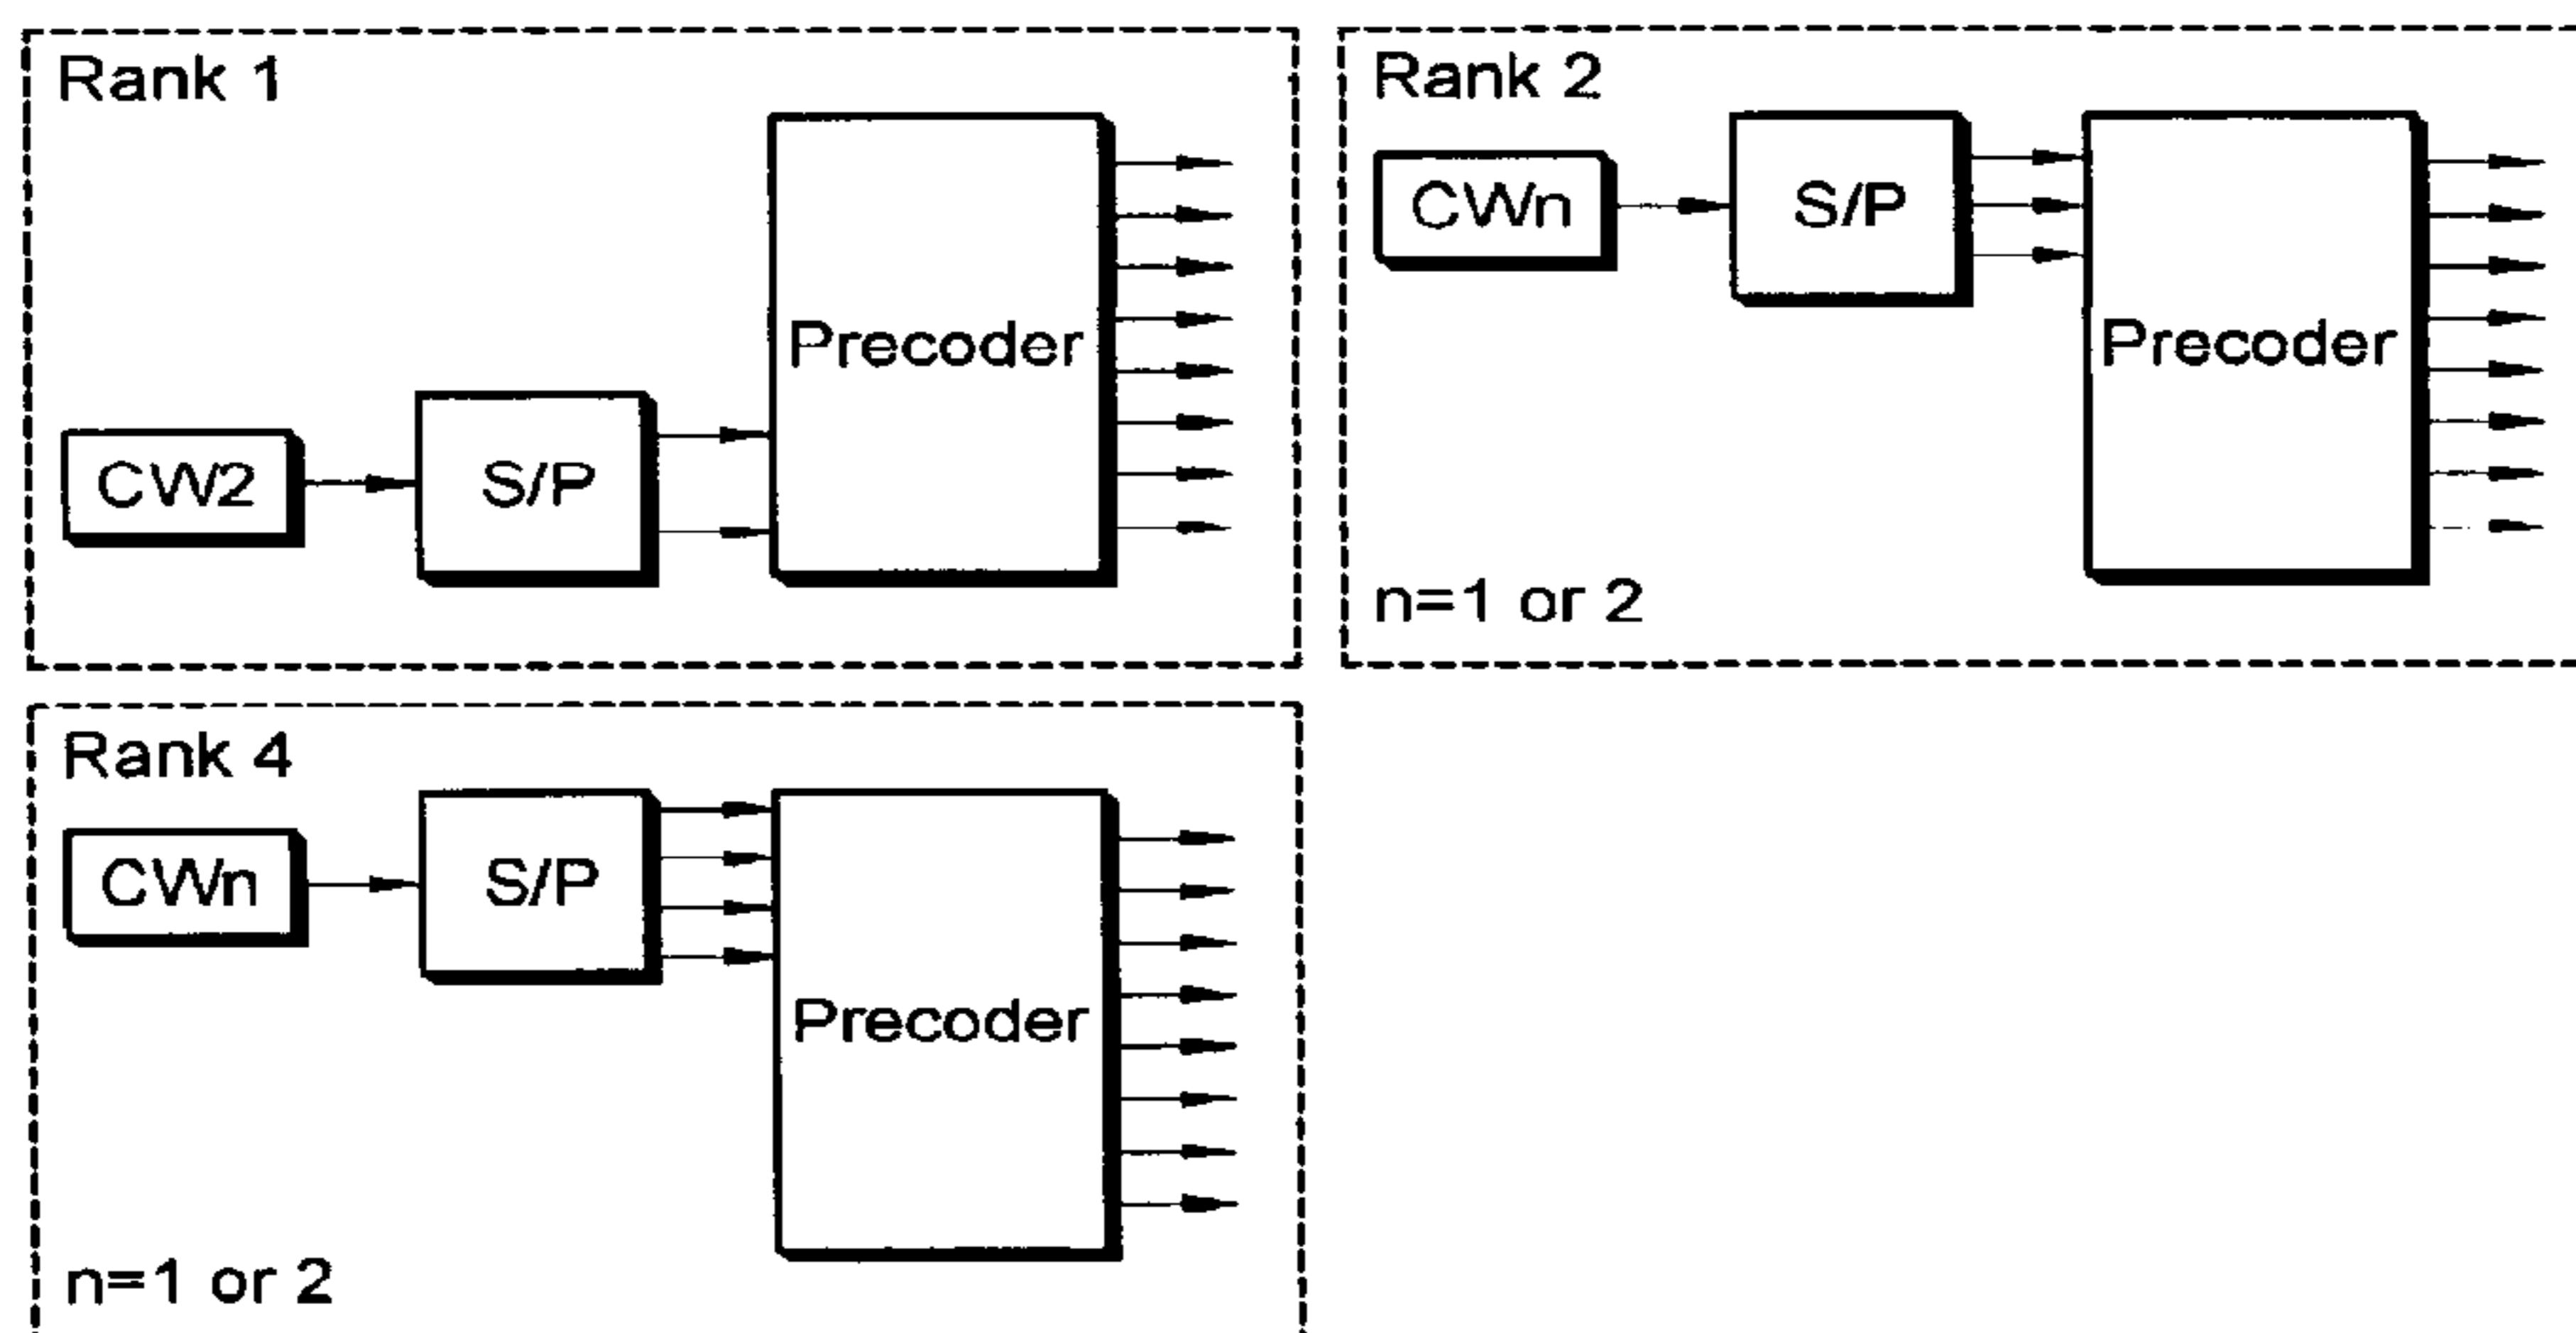 Rank 1
CW2
S/P
Precoder
Rank 2
CWn
S/P
Precoder
n=1 or 2
Rank 4
CWn
S/P
Precoder
n=1 or 2